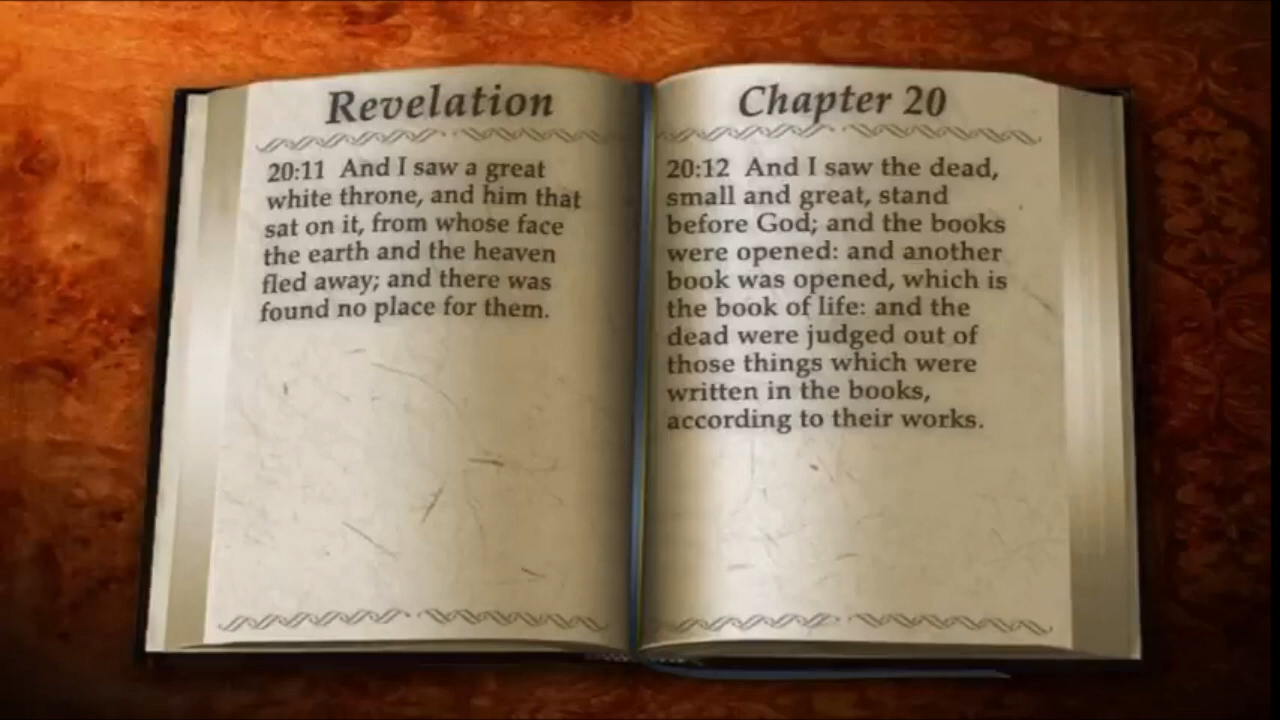 Revelation
20:11 And I saw a great
white throne, and him that
sat on it, from whose face
the earth and the heaven
fled away; and there was
found no place for them.
Chapter 20
20:12 And I saw the dead,
small and great, stand
before God; and the books
were opened: and another
book was opened, which is
the book of life: and the
dead were judged out of
those things which were
written in the books,
according to their works.